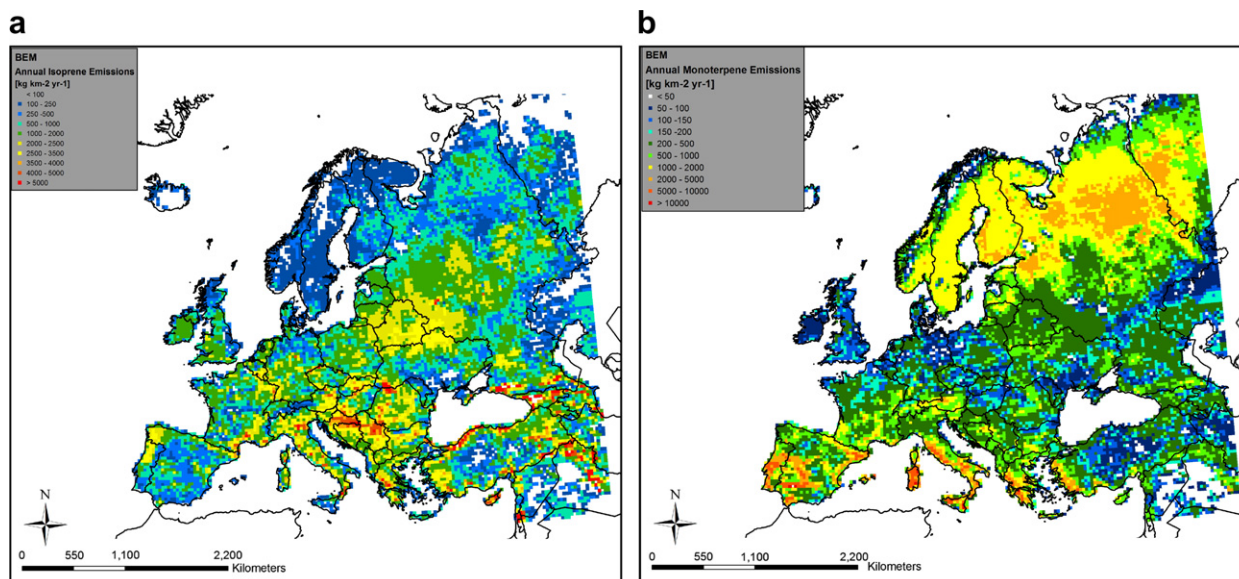 a
BEM
Annual Isoprene Emissions
[kg km-2 yr-1]
< 100
100 - 250
250 -500
500 - 1000
1000 - 2000
2000 - 2500
2500 - 3500
3500 - 4000
4000 - 5000
> 5000
N
0 550 1,100 2,200
Kilometers
b
BEM
Annual Monoterpene Emissions
[kg km-2 yr-1]
< 50
50 - 100
100 -150
150 - 200
200 - 500
500 - 1000
1000 - 2000
2000 - 5000
5000 - 10000
> 10000
N
0 550 1,100 2,200
Kilometers